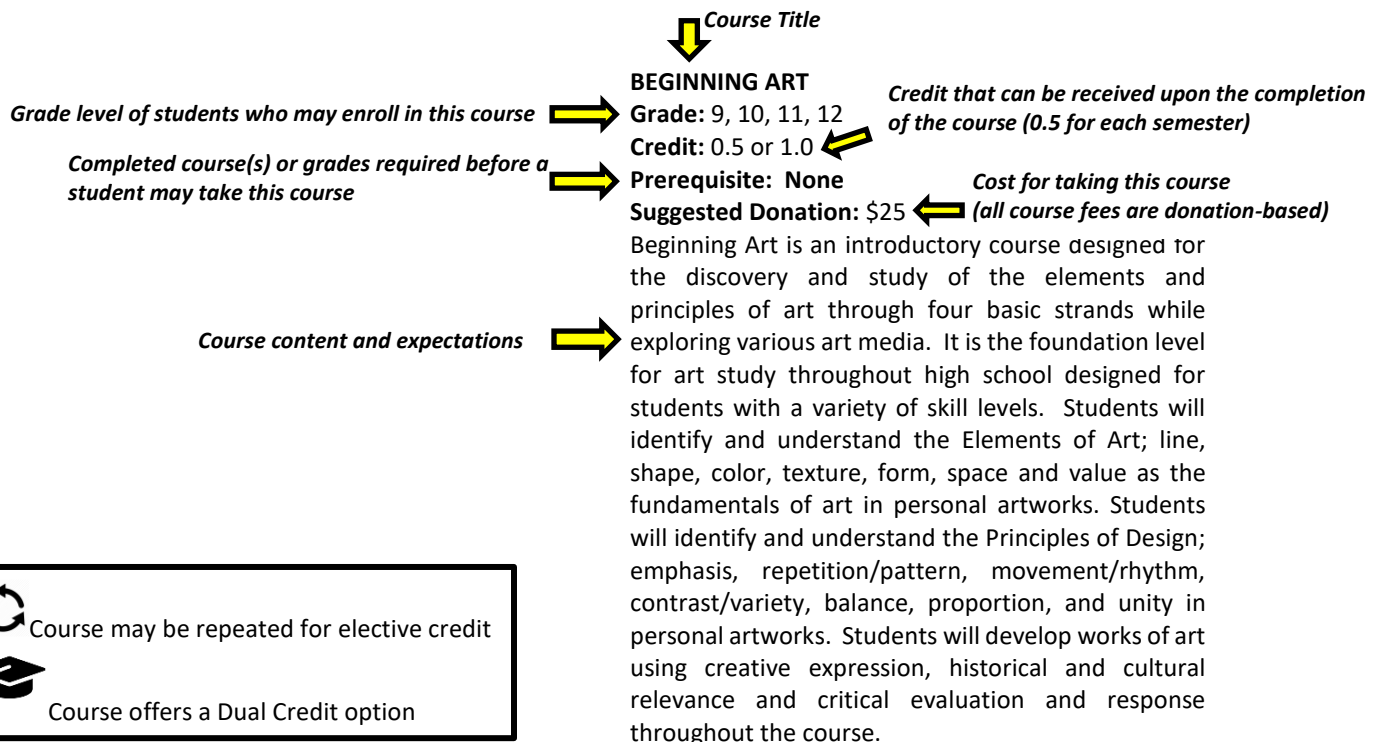 Course Title
BEGINNING ART
Grade level of students who may enroll in this course
Grade: 9, 10, 11, 12
Credit that can be received upon the completion
of the course (0.5 for each semester)
Credit: 0.5 or 1.0
Completed course(s) or grades required before a
student may take this course
Prerequisite:  None
Cost for taking this course
(all course fees are donation-based)
Suggested Donation: $25
Beginning Art is an introductory course designed for
the discovery and study of the elements and
principles of art through four basic strands while
Course content and expectations
exploring various art media.  It is the foundation level
for art study throughout high school designed for
students with a variety of skill levels.  Students will
identify and understand the Elements of Art; line,
shape, color, texture, form, space and value as the
fundamentals of art in personal artworks. Students
will identify and understand the Principles of Design;
emphasis, repetition/pattern, movement/rhythm,
contrast/variety, balance, proportion, and unity in
personal artworks.  Students will develop works of art
using creative expression, historical and cultural
relevance and critical evaluation and response
throughout the course.
Course may be repeated for elective credit
Course offers a Dual Credit option